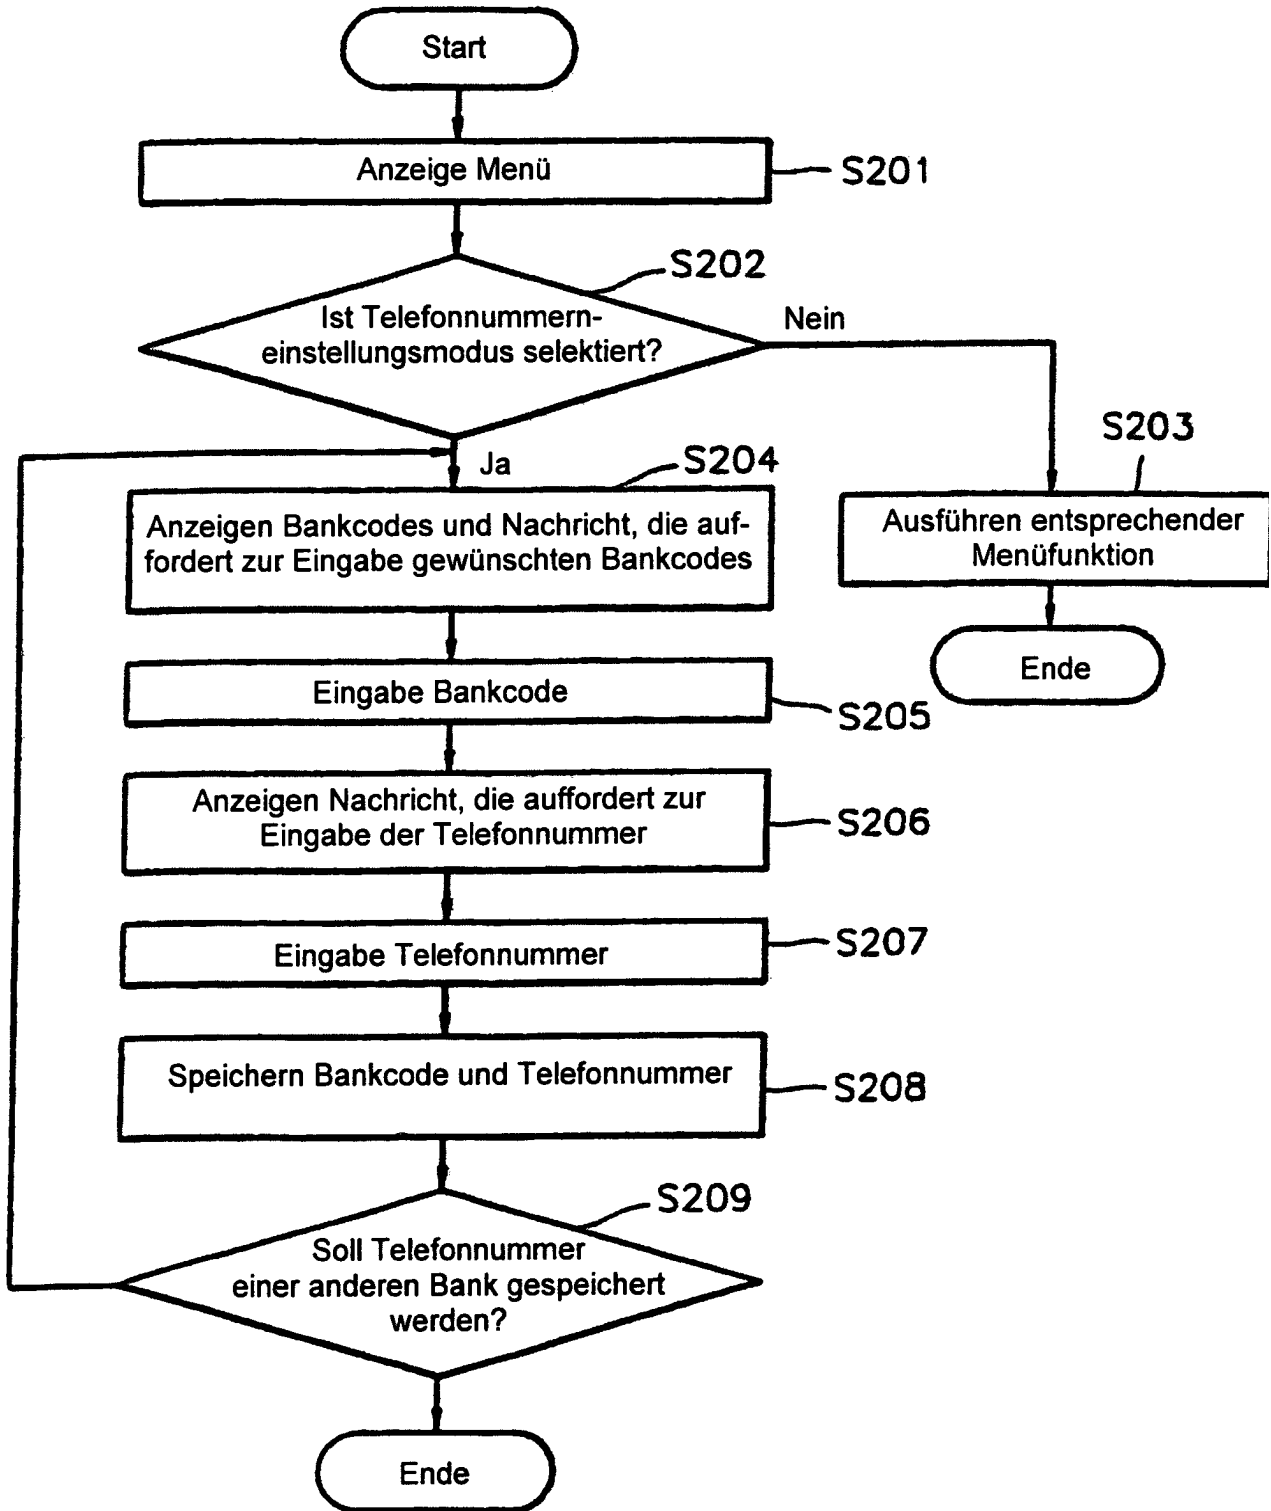 Start
Anzeige Menü
S201
S202
Ist Telefonnummern-
einstellungsmodus selektiert?
Nein
Ja
S203
Ausführen entsprechender
Menüfunktion
Ende
S204
Anzeigen Bankcodes und Nachricht, die auf-
fordert zur Eingabe gewünschten Bankcodes
Eingabe Bankcode
S205
Anzeigen Nachricht, die auffordert zur
Eingabe der Telefonnummer
S206
Eingabe Telefonnummer
S207
Speichern Bankcode und Telefonnummer
S208
S209
Soll Telefonnummer
einer anderen Bank gespeichert
werden?
Ende